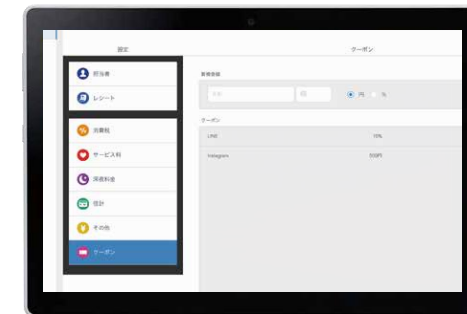 設定
クーポン
担当者
レシート
消費税
サービス料
深夜料金
会計
その他
クーポン
新規登録
円
%
クーポン
LINE
10%
Instagram
500円